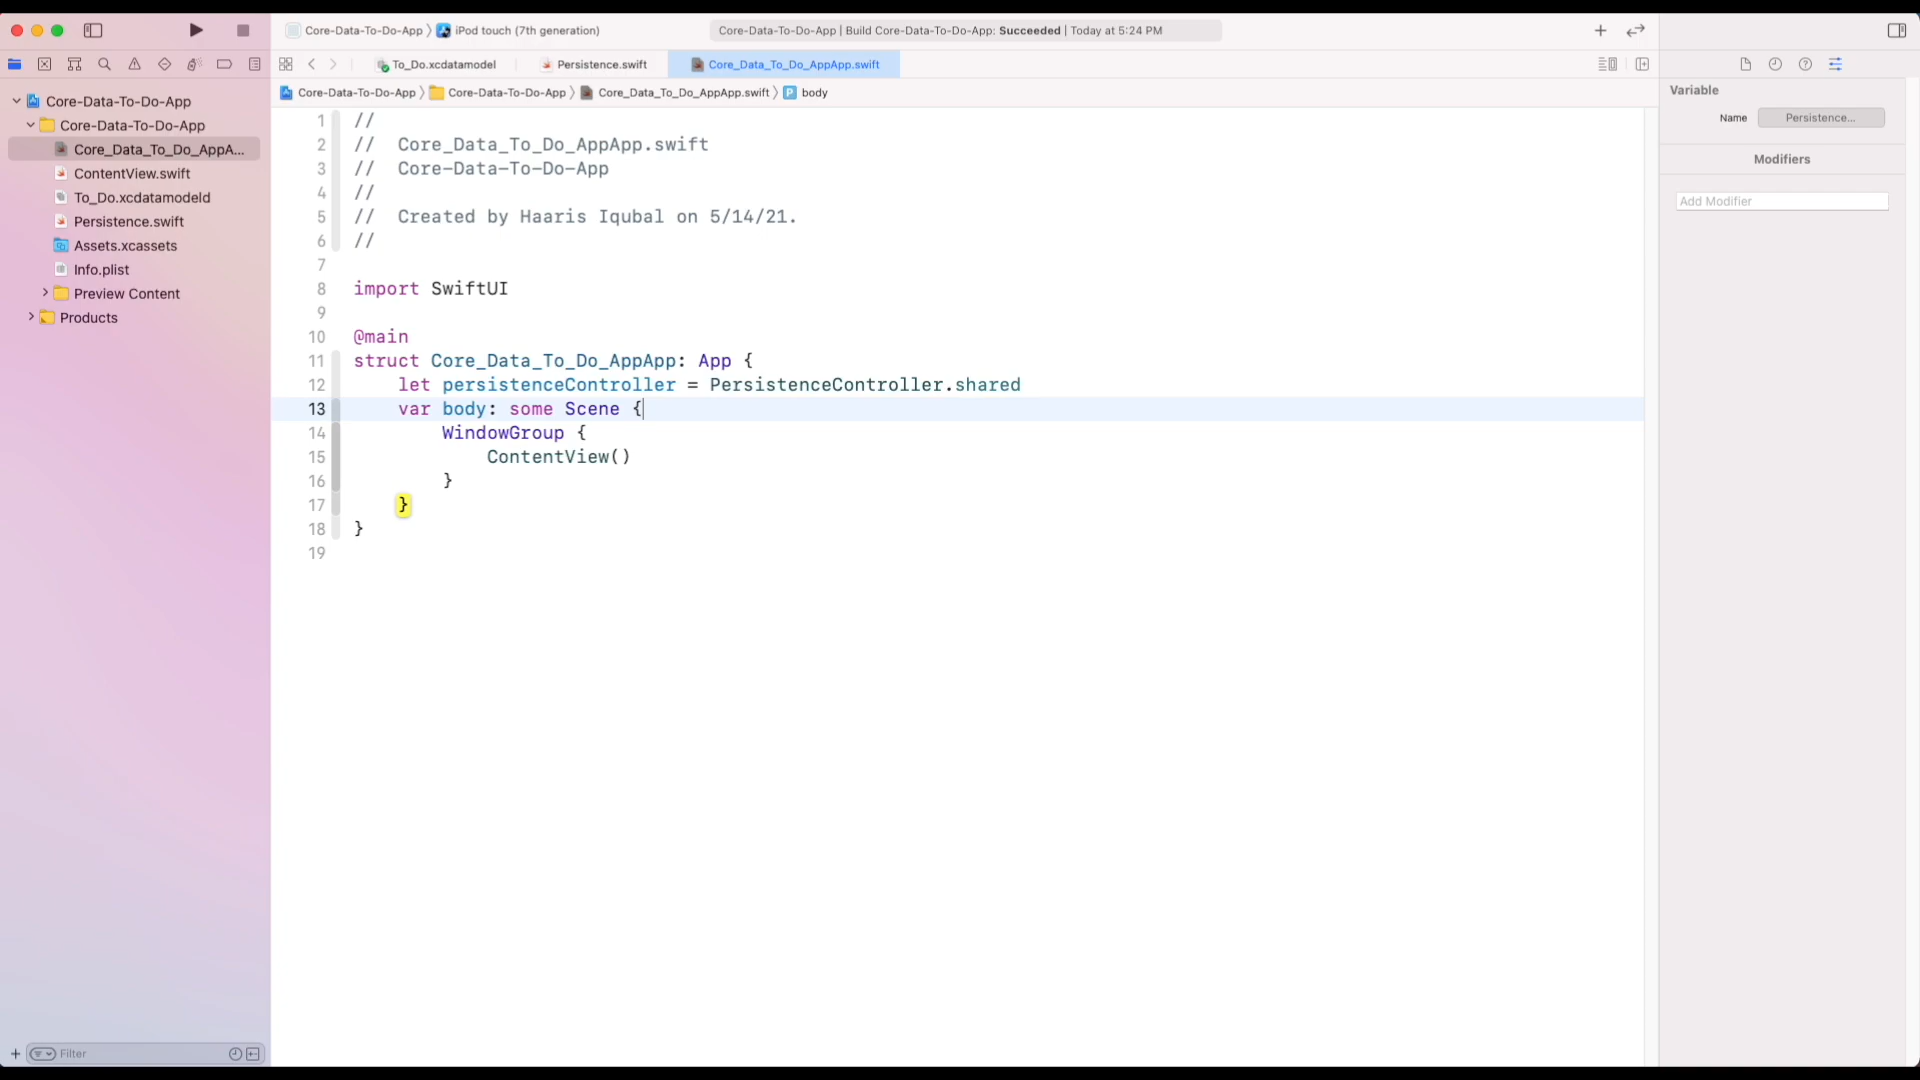 Core-Data-To-Do-App 〉 iPod touch (7th generation)
Core-Data-To-Do-App | Build Core-Data-To-Do-App: Succeeded | Today at 5:24 PM
To_Do.xcdatamodel
Persistence.swift
Core_Data_To_Do_AppApp.swift
Core-Data-To-Do-App 〉 Core-Data-To-Do-App 〉 Core_Data_To_Do_AppApp.swift 〉 P body
Core-Data-To-Do-App
Core-Data-To-Do-App
Core_Data_To_Do_AppA...
ContentView.swift
To_Do.xcdatamodeld
Persistence.swift
Assets.xcassets
Info.plist
Preview Content
Products
Filter
1 //
2 //  Core_Data_To_Do_AppApp.swift
3 //  Core-Data-To-Do-App
4 //
5 //  Created by Haaris Iqubal on 5/14/21.
6 //
7
8 import SwiftUI
9
10 @main
11 struct Core_Data_To_Do_AppApp: App {
12     let persistenceController = PersistenceController.shared
13     var body: some Scene {
14         WindowGroup {
15             ContentView()
16         }
17     }
18 }
19
Variable
Name Persistence...
Modifiers
Add Modifier